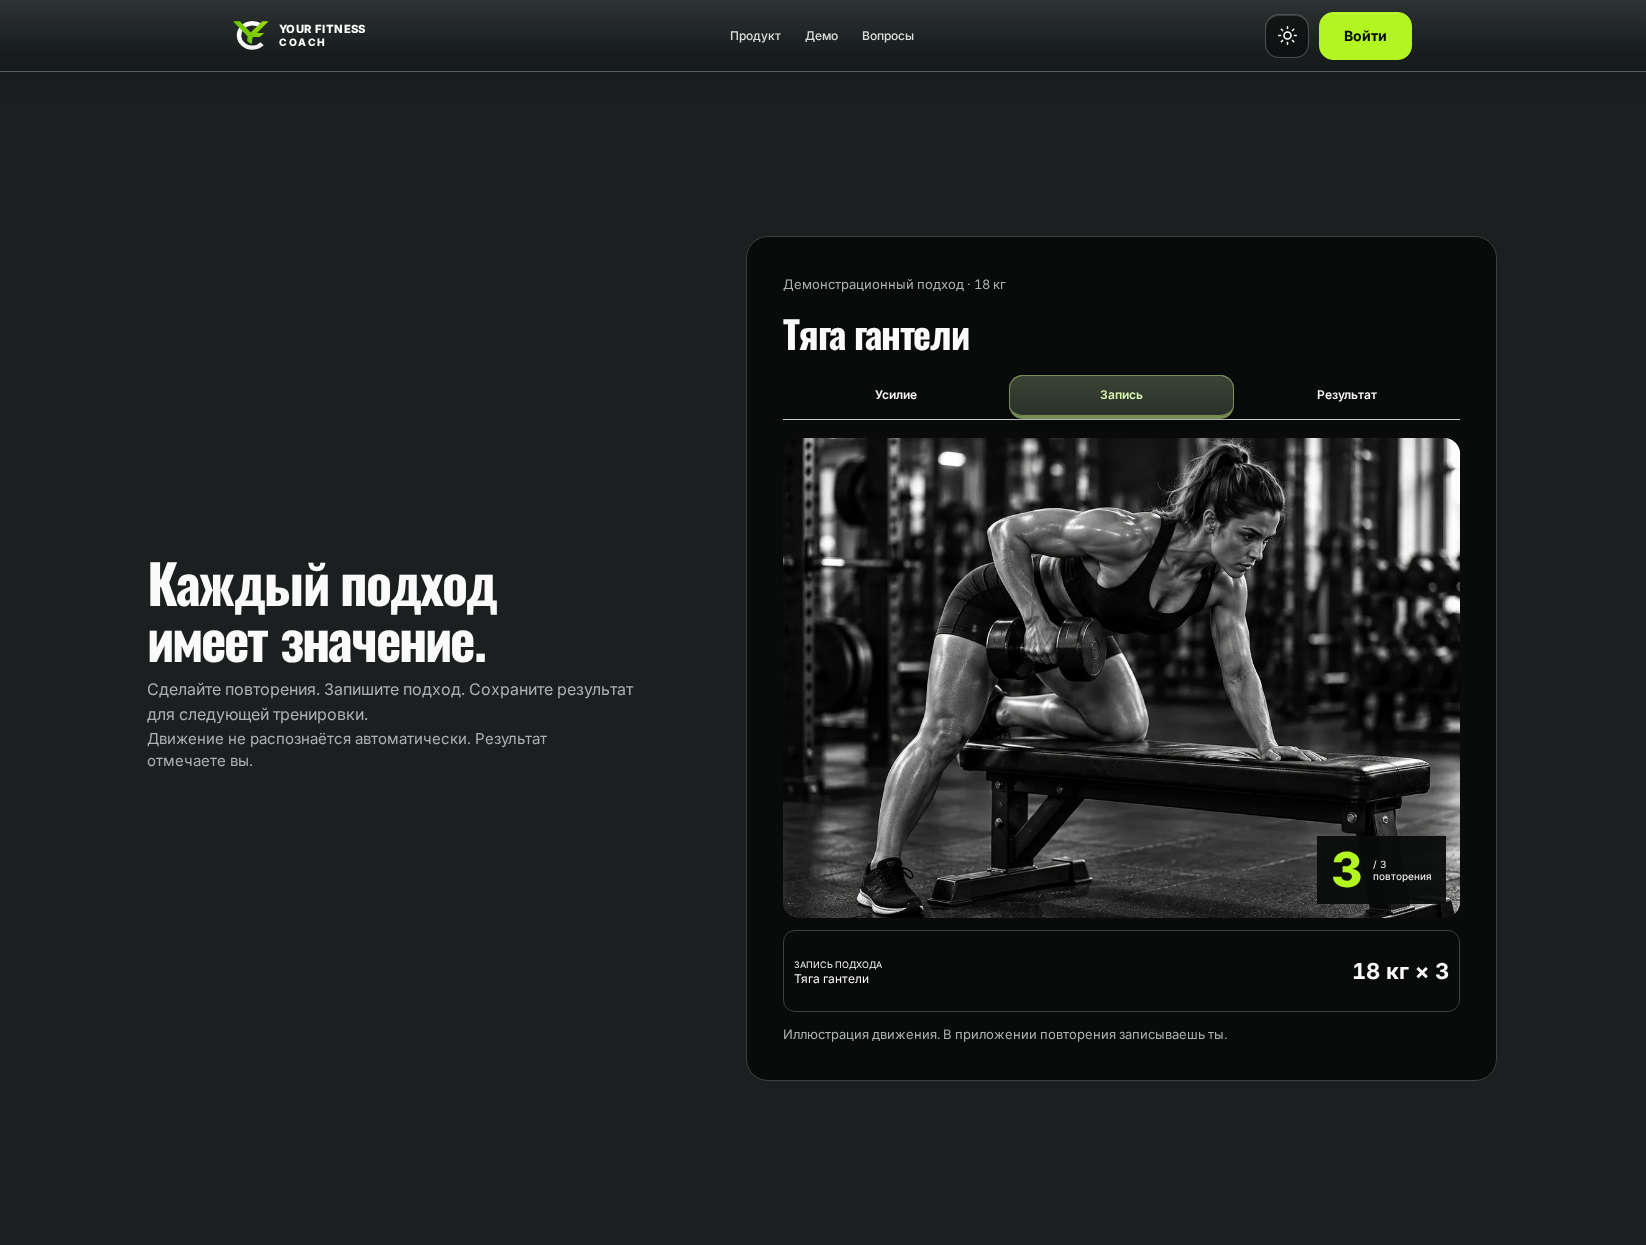 YOUR FITNESS
COACH
Продукт
Демо
Вопросы
Войти
Каждый подход
имеет значение.
Сделайте повторения. Запишите подход. Сохраните результат
для следующей тренировки.
Движение не распознаётся автоматически. Результат
отмечаете вы.
Демонстрационный подход · 18 кг
Тяга гантели
Усилие
Запись
Результат
3
/ 3
повторения
ЗАПИСЬ ПОДХОДА
Тяга гантели
18 кг × 3
Иллюстрация движения. В приложении повторения записываешь ты.